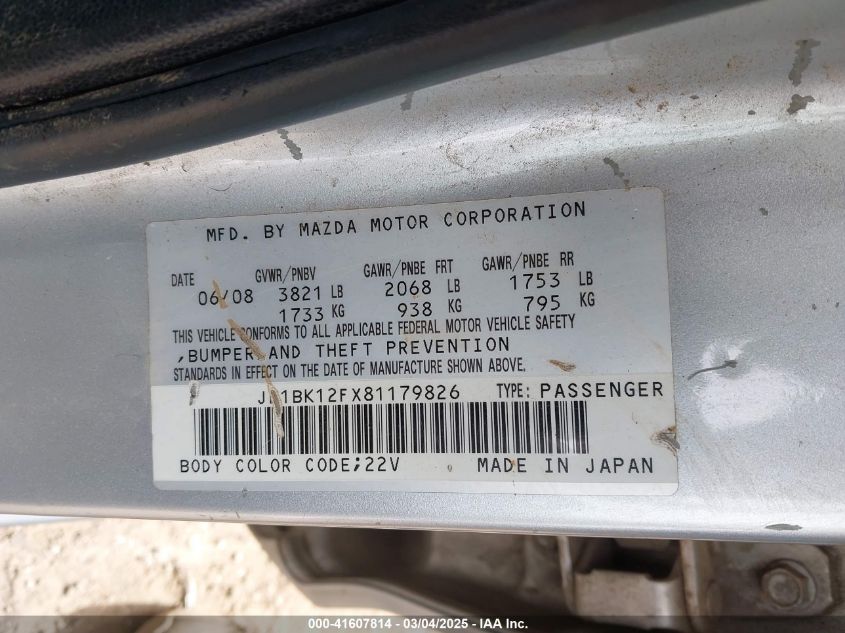 MFD. BY MAZDA MOTOR CORPORATION
DATE GVWR/PNBV GAWR/PNBE FRT GAWR/PNBE RR
06/08 3821 LB 2068 LB 1753 LB
1733 KG 938 KG 795 KG
THIS VEHICLE CONFORMS TO ALL APPLICABLE FEDERAL MOTOR VEHICLE SAFETY
,BUMPER AND THEFT PREVENTION
STANDARDS IN EFFECT ON THE DATE OF MANUFACTURE SHOWN ABOVE.
TYPE: PASSENGER
BODY COLOR CODE;22V MADE IN JAPAN
000-41607814 - 03/04/2025 - IAA Inc.